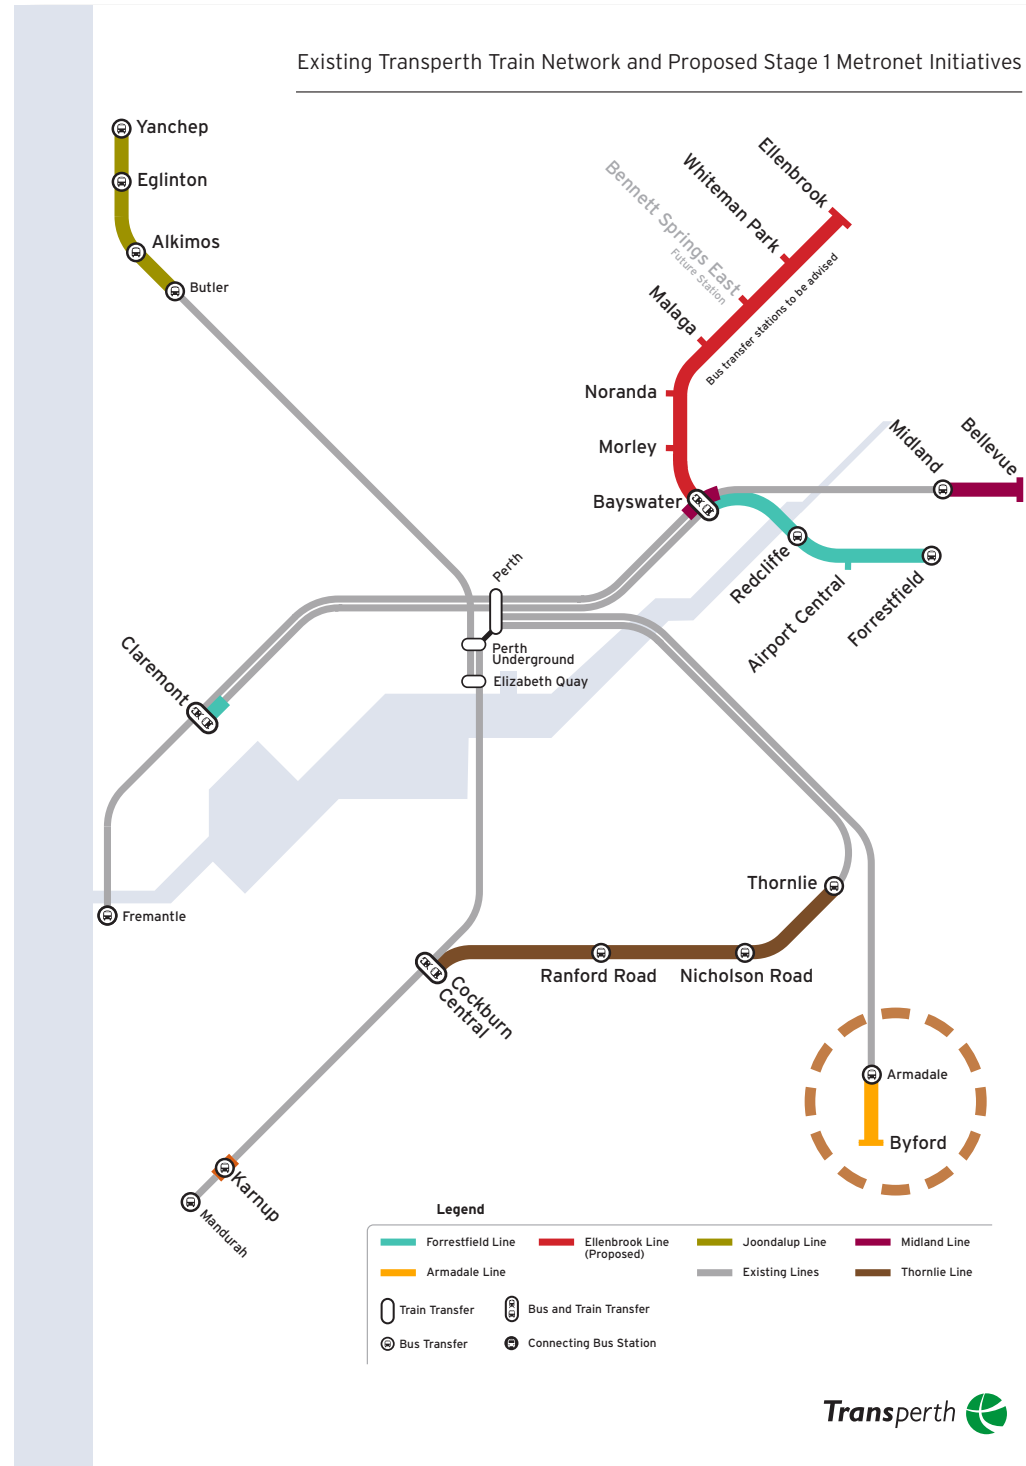 Existing Transperth Train Network and Proposed Stage 1 Metronet Initiatives
Yanchep
Eglinton
Alkimos
Butler
Ellenbrook
Whiteman Park
Bennett Springs East
Future Station
Malaga
Bus transfer stations to be advised
Noranda
Morley
Bayswater
Midland
Bellevue
Redcliffe
Airport Central
Forrestfield
Perth
Perth
Underground
Elizabeth Quay
Claremont
Fremantle
Thornlie
Ranford Road
Nicholson Road
Cockburn
Central
Armadale
Byford
Karnup
Mandurah
Legend
Forrestfield Line
Ellenbrook Line
(Proposed)
Joondalup Line
Midland Line
Armadale Line
Existing Lines
Thornlie Line
Train Transfer
Bus and Train Transfer
Bus Transfer
Connecting Bus Station
Transperth